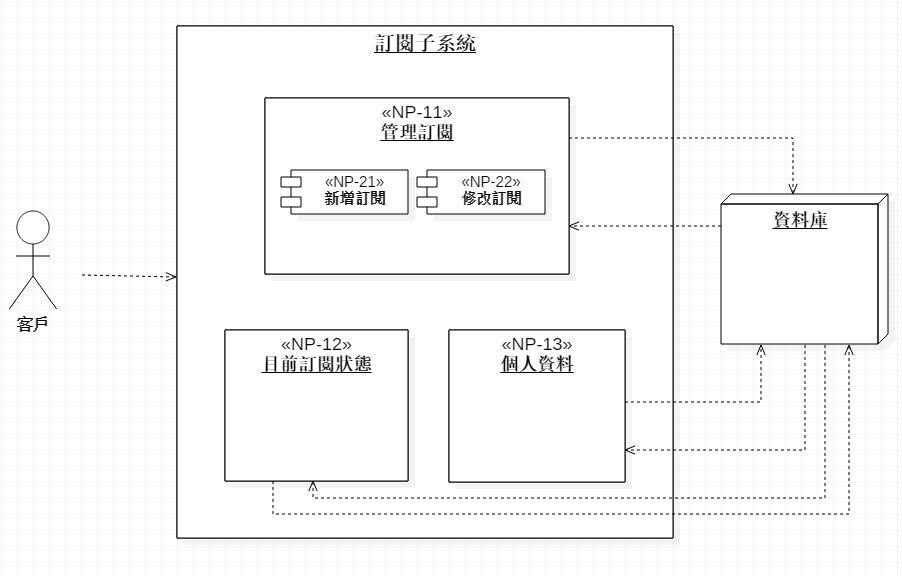 訂閱子系統
«NP-11»
管理訂閱
«NP-21»
新增訂閱
«NP-22»
修改訂閱
資料庫
客戶
«NP-12»
目前訂閱狀態
«NP-13»
個人資料